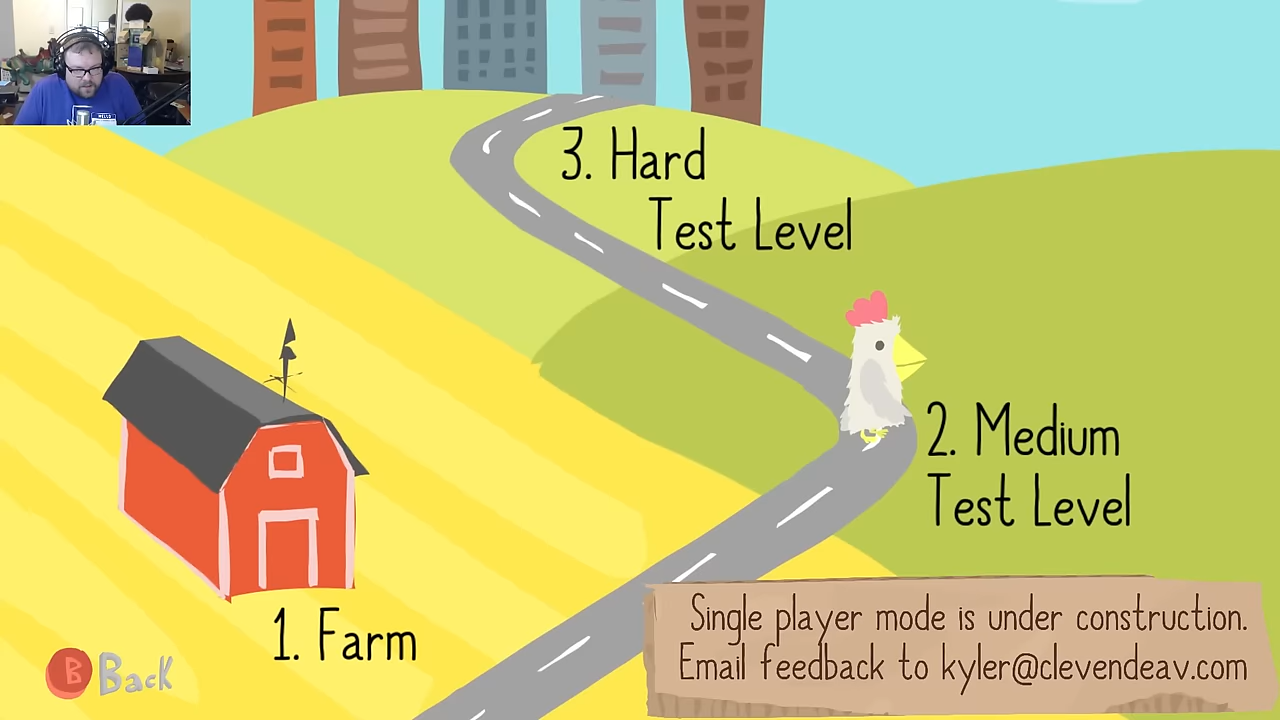 3. Hard
Test Level
2. Medium
Test Level
1. Farm
Single player mode is under construction.
Email feedback to kyler@clevendeav.com
B Back